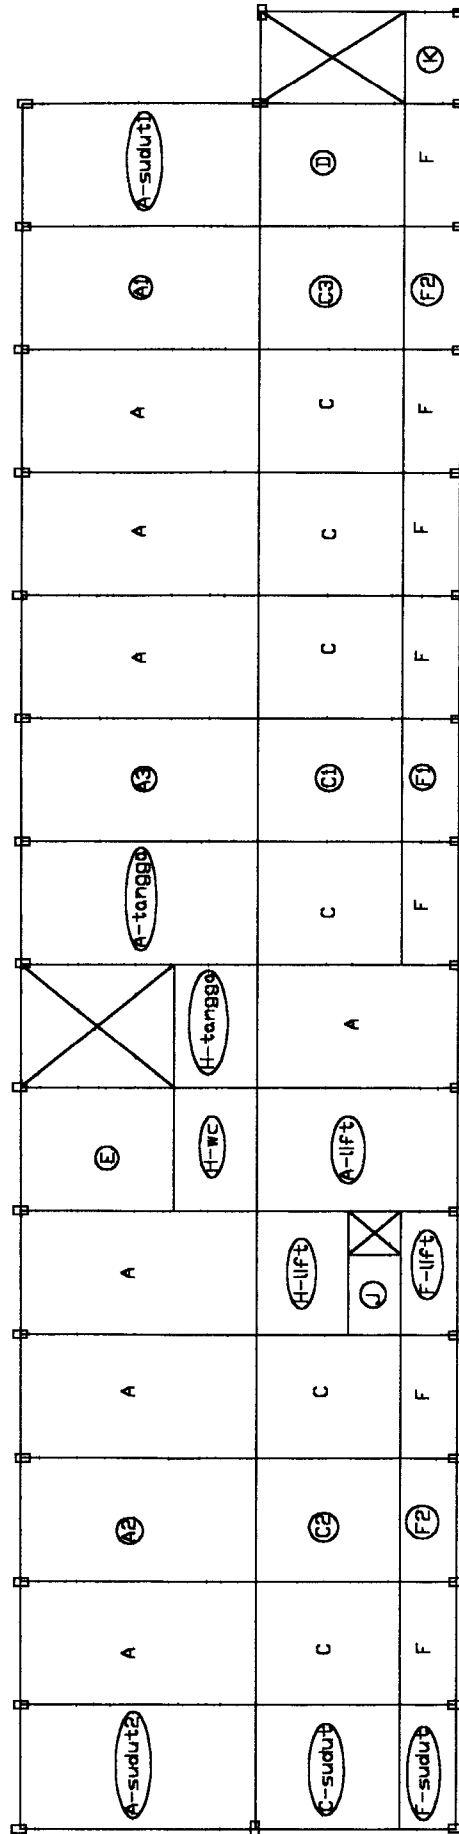 A-sudut2
A
A2
A
A
E
A-tangga
A3
A
A
A
A1
A-sudut1
H-wc
H-tangga
C-sudut
C
C2
C
H-lift
A-lift
A
C
C1
C
C
C
C3
D
J
F-sudut
F
F2
F
F-lift
F
F1
F
F
F
F2
F
K